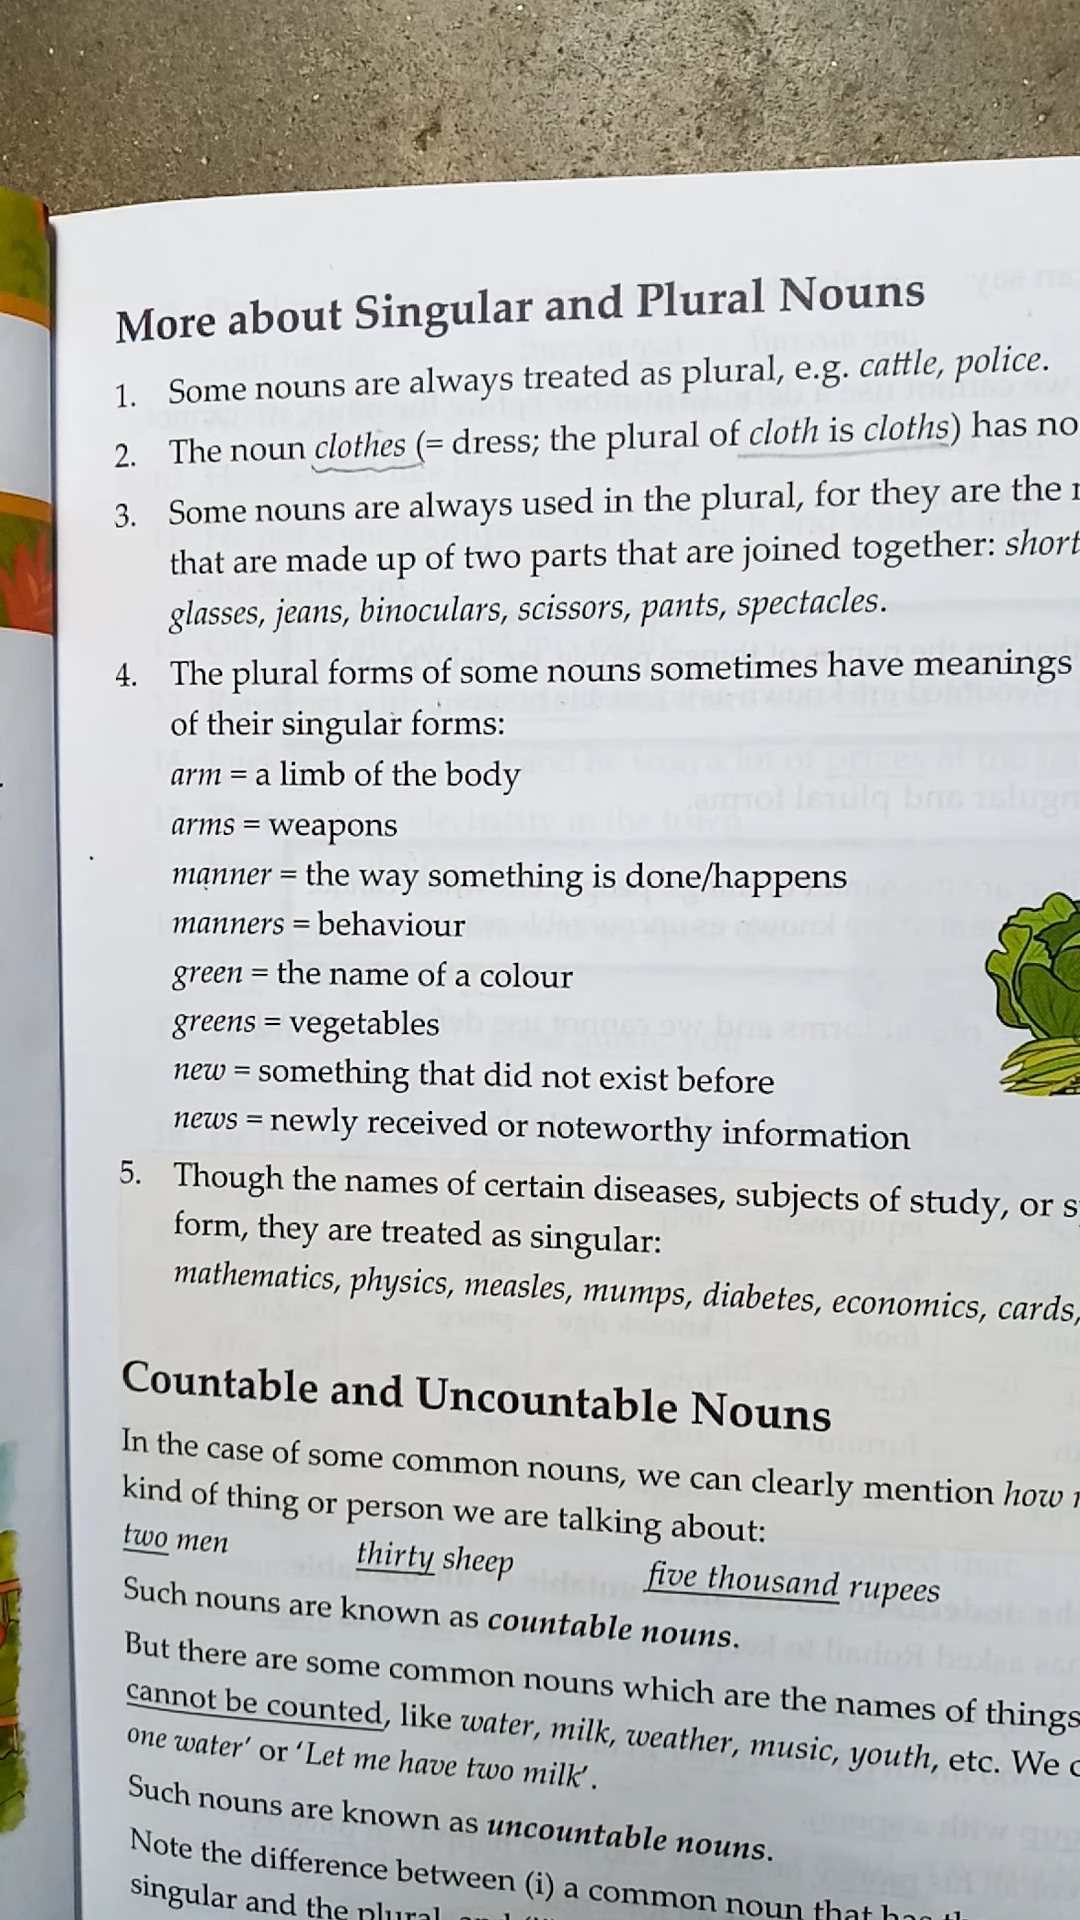 More about Singular and Plural Nouns
1. Some nouns are always treated as plural, e.g. cattle, police.
2. The noun clothes (= dress; the plural of cloth is cloths) has no
3. Some nouns are always used in the plural, for they are the
that are made up of two parts that are joined together: short
glasses, jeans, binoculars, scissors, pants, spectacles.
4. The plural forms of some nouns sometimes have meanings
of their singular forms:
arm = a limb of the body
arms = weapons
manner = the way something is done/happens
manners = behaviour
green = the name of a colour
greens = vegetables
new = something that did not exist before
news = newly received or noteworthy information
5. Though the names of certain diseases, subjects of study, or
form, they are treated as singular:
mathematics, physics, measles, mumps, diabetes, economics, cards,
Countable and Uncountable Nouns
In the case of some common nouns, we can clearly mention how
kind of thing or person we are talking about:
two men thirty sheep five thousand rupees
Such nouns are known as countable nouns.
But there are some common nouns which are the names of things
cannot be counted, like water, milk, weather, music, youth, etc. We
one water' or 'Let me have two milk'.
Such nouns are known as uncountable nouns.
Note the difference between (i) a common noun that has
singular and the plural